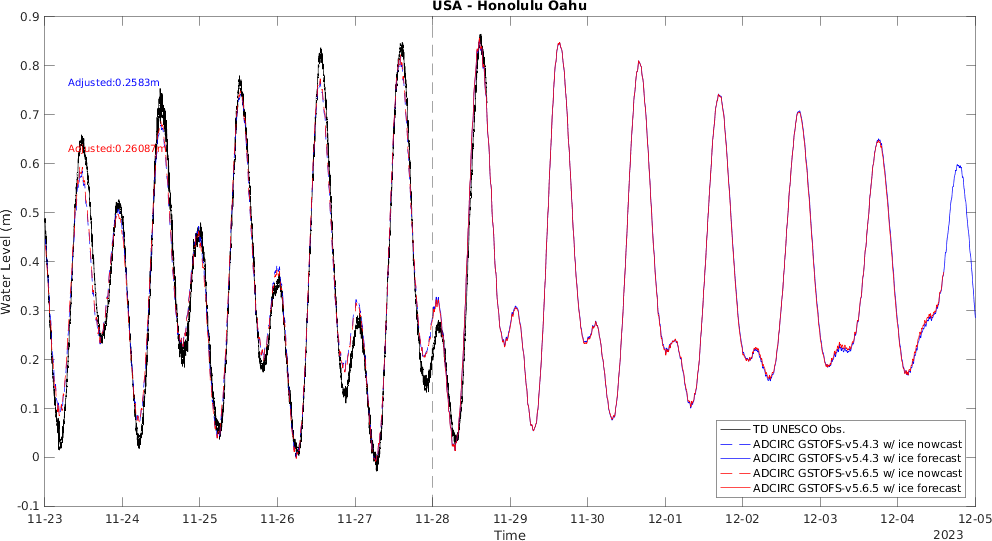 USA - Honolulu Oahu
0.9
0.8
0.7
0.6
0.5
0.4
0.3
0.2
0.1
0
-0.1
Water Level (m)
Adjusted:0.2583m
Adjusted:0.26087m
TD UNESCO Obs.
ADCIRC GSTOFS-v5.4.3 w/ ice nowcast
ADCIRC GSTOFS-v5.4.3 w/ ice forecast
ADCIRC GSTOFS-v5.6.5 w/ ice nowcast
ADCIRC GSTOFS-v5.6.5 w/ ice forecast
11-23 11-24 11-25 11-26 11-27 11-28 11-29 11-30 12-01 12-02 12-03 12-04 12-05
Time
2023